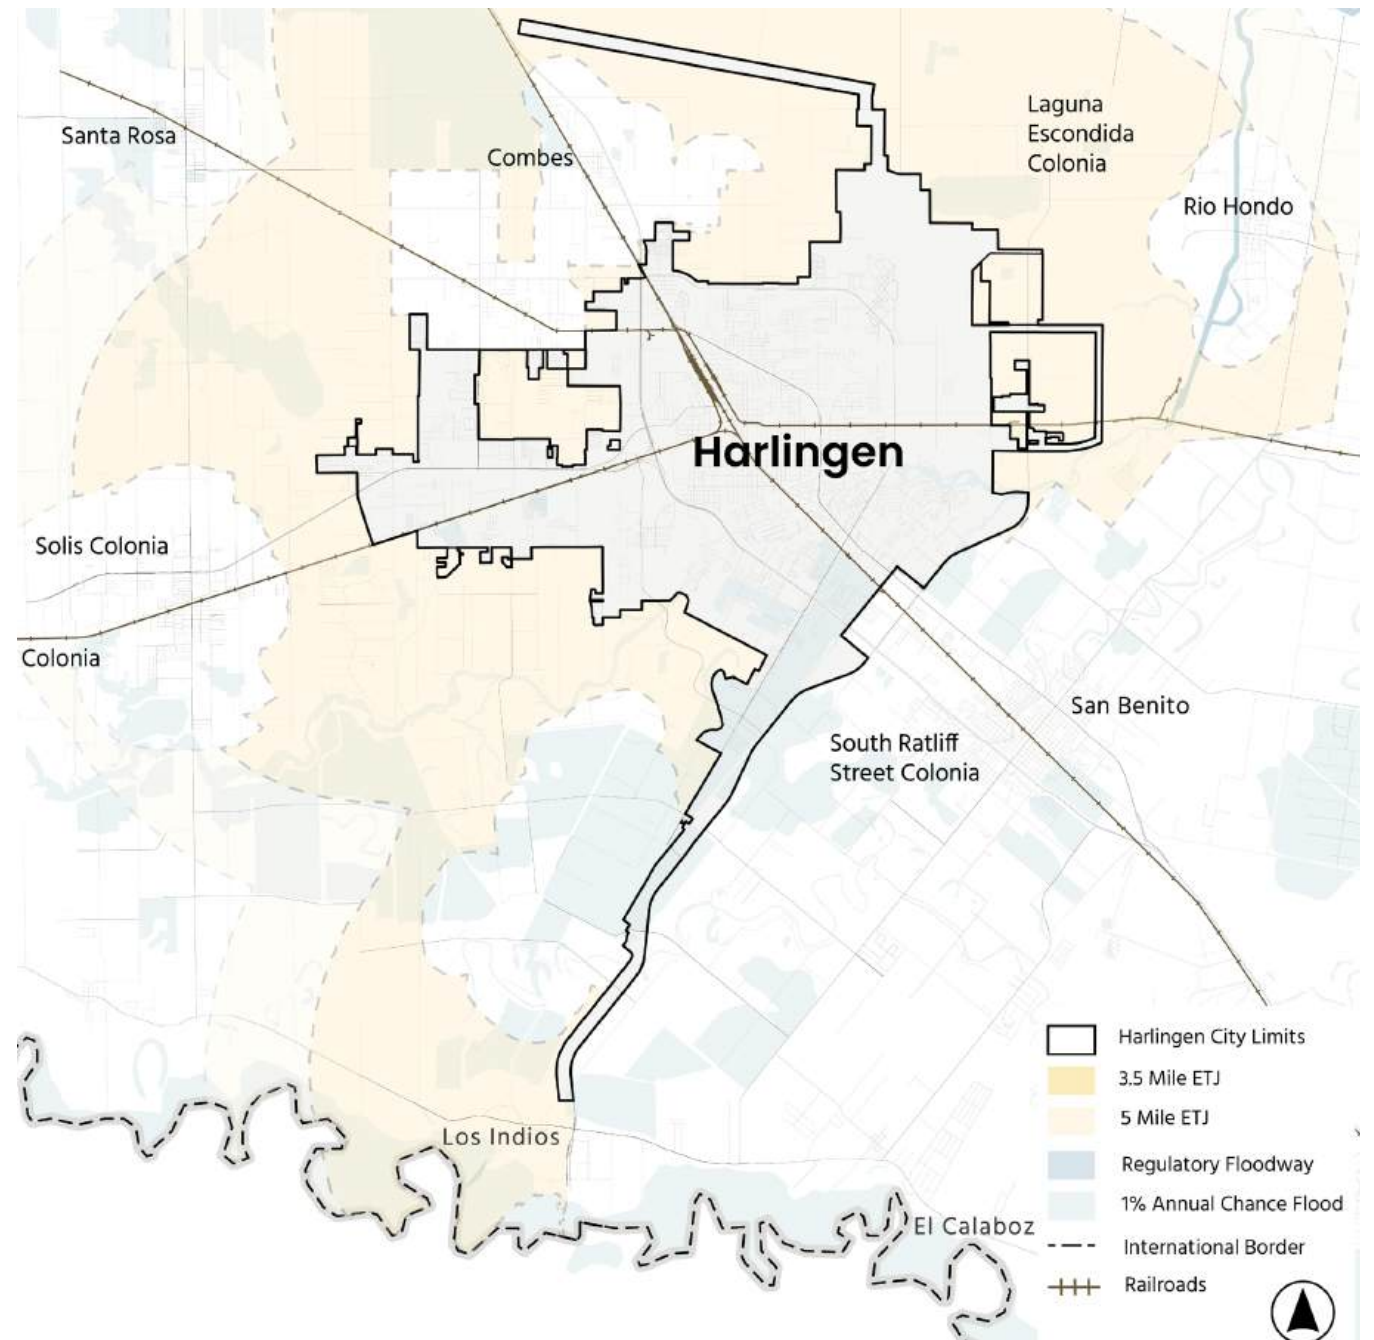 Laguna
Escondida
Colonia
Santa Rosa
Combes
Rio Hondo
Harlingen
Solis Colonia
Colonia
San Benito
South Ratliff
Street Colonia
Harlingen City Limits
3.5 Mile ETJ
5 Mile ETJ
Los Indios
Regulatory Floodway
1% Annual Chance Flood
El Calaboz
International Border
Railroads